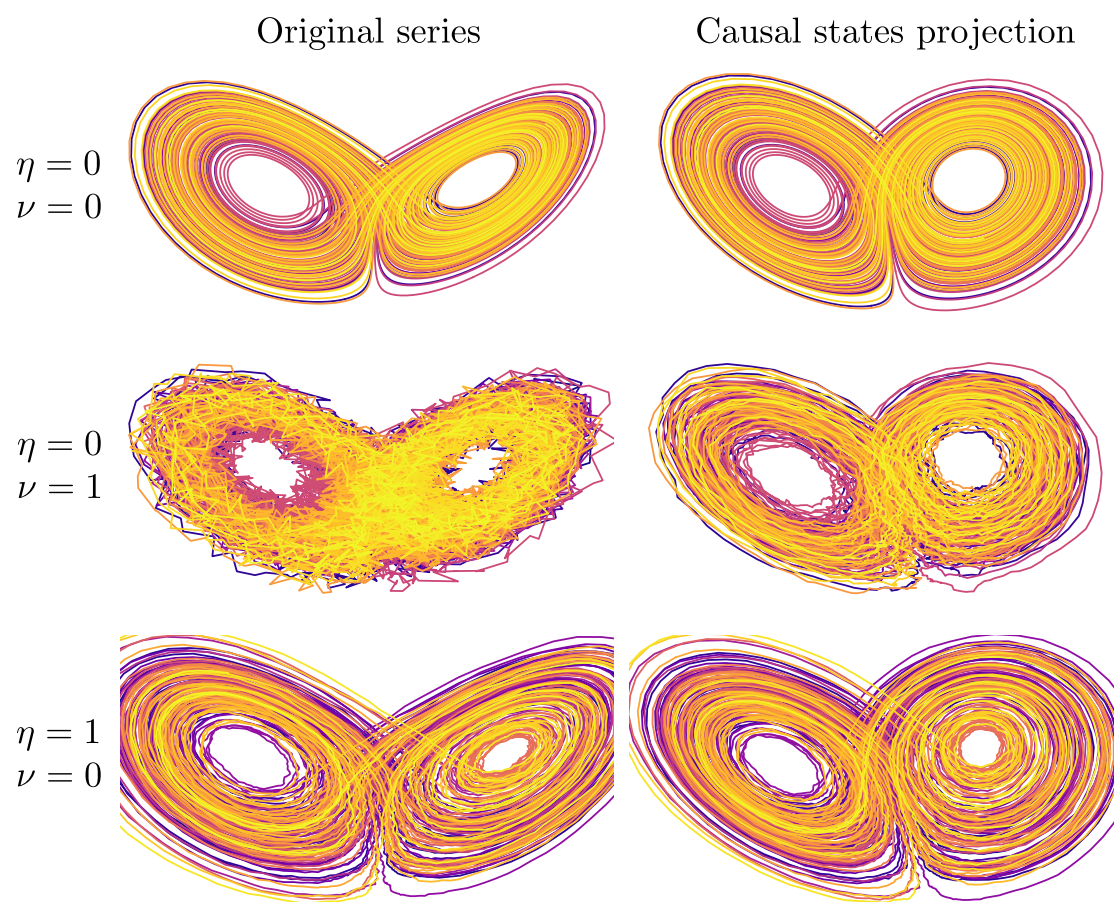 Original series
Causal states projection
η = 0
ν = 0
η = 0
ν = 1
η = 1
ν = 0